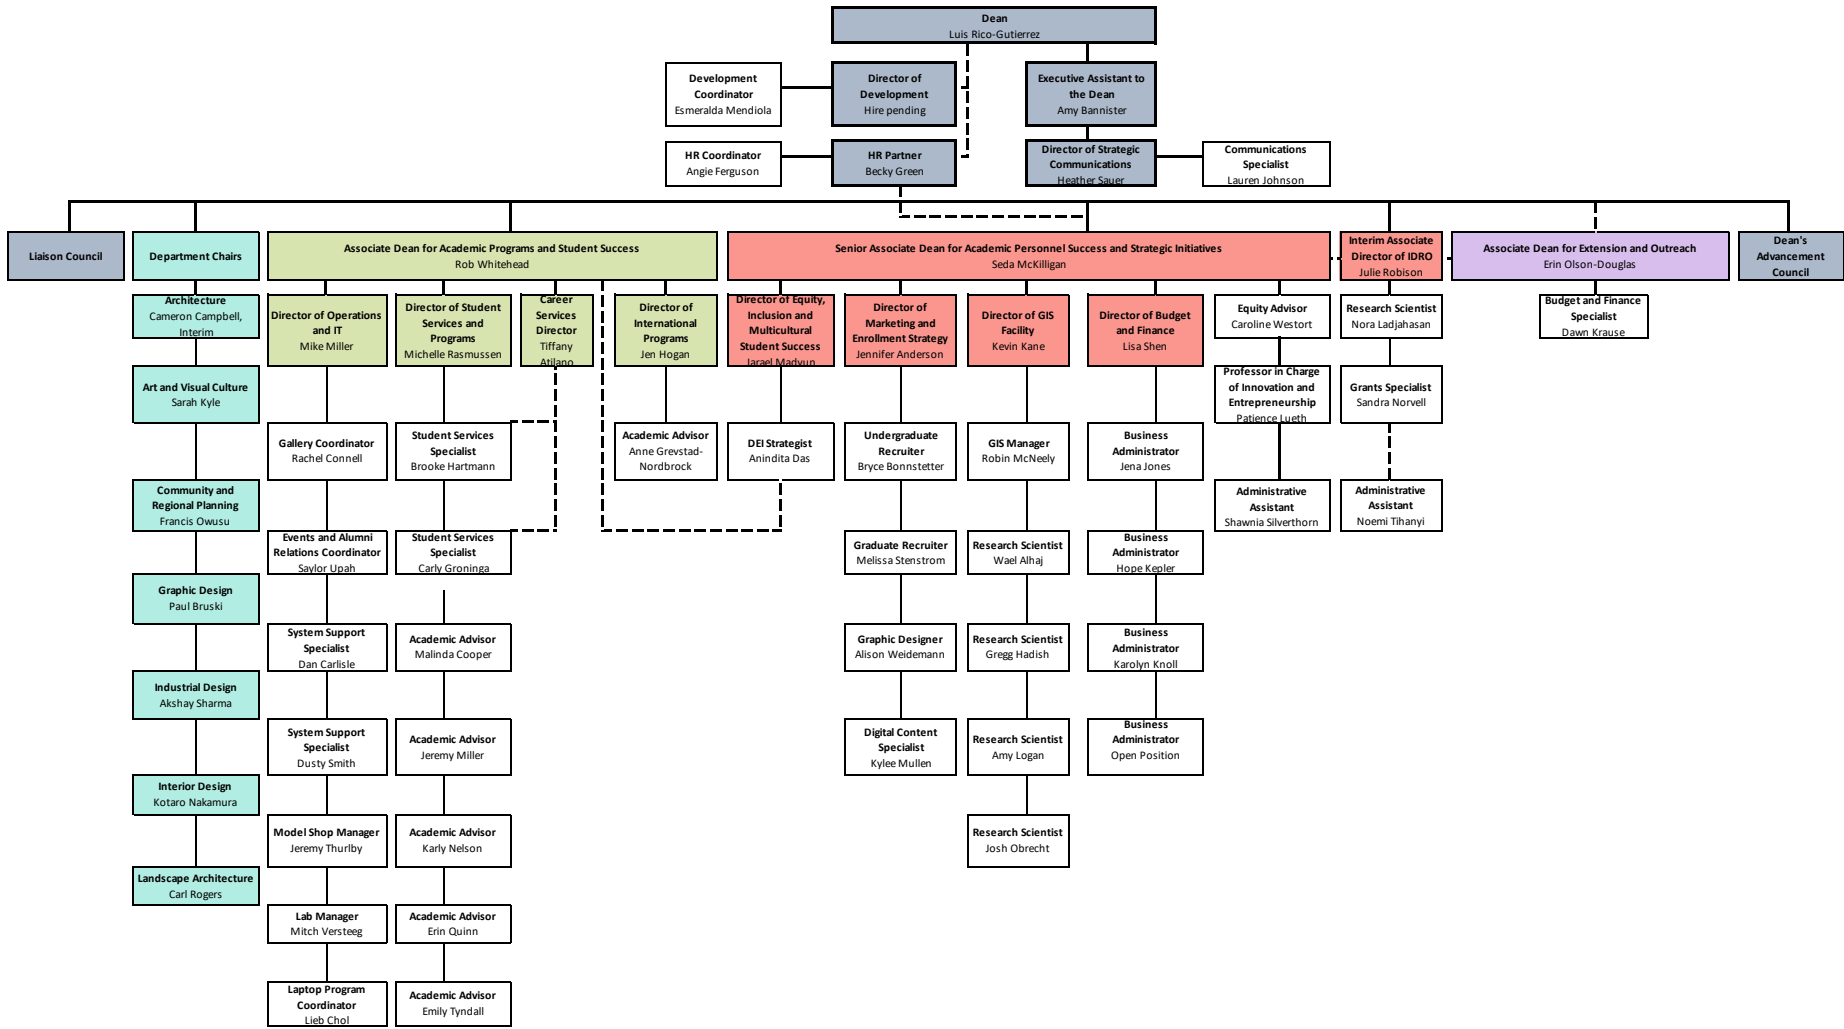 Dean
Luis Rico-Gutierrez
Development
Coordinator
Esmeralda Mendiola
Director of
Development
Hire pending
Executive Assistant to
the Dean
Amy Bannister
HR Coordinator
Angie Ferguson
HR Partner
Becky Green
Director of Strategic
Communications
Heather Sauer
Communications
Specialist
Lauren Johnson
Liaison Council
Department Chairs
Associate Dean for Academic Programs and Student Success
Rob Whitehead
Senior Associate Dean for Academic Personnel Success and Strategic Initiatives
Seda McKilligan
Interim Associate
Director of IDRO
Julie Robison
Associate Dean for Extension and Outreach
Erin Olson-Douglas
Dean's
Advancement
Council
Architecture
Cameron Campbell,
Interim
Art and Visual Culture
Sarah Kyle
Community and
Regional Planning
Francis Owusu
Graphic Design
Paul Bruski
Industrial Design
Akshay Sharma
Interior Design
Kotaro Nakamura
Landscape Architecture
Carl Rogers
Director of Operations
and IT
Mike Miller
Gallery Coordinator
Rachel Connell
Events and Alumni
Relations Coordinator
Saylor Upah
System Support
Specialist
Dan Carlisle
System Support
Specialist
Dusty Smith
Model Shop Manager
Jeremy Thurlby
Lab Manager
Mitch Versteeg
Laptop Program
Coordinator
Lieb Chol
Director of Student
Services and
Programs
Michelle Rasmussen
Student Services
Specialist
Brooke Hartmann
Student Services
Specialist
Carly Groninga
Academic Advisor
Malinda Cooper
Academic Advisor
Jeremy Miller
Academic Advisor
Karly Nelson
Academic Advisor
Erin Quinn
Academic Advisor
Emily Tyndall
Career
Services
Director
Tiffany
Atilano
Director of
International
Programs
Jen Hogan
Academic Advisor
Anne Grevstad-
Nordbrock
Director of Equity,
Inclusion and
Multicultural
Student Success
Jarael Madyun
DEI Strategist
Anindita Das
Director of
Marketing and
Enrollment Strategy
Jennifer Anderson
Undergraduate
Recruiter
Bryce Bonnstetter
Graduate Recruiter
Melissa Stenstrom
Graphic Designer
Alison Weidemann
Digital Content
Specialist
Kylee Mullen
Director of GIS
Facility
Kevin Kane
GIS Manager
Robin McNeely
Research Scientist
Wael Alhaj
Research Scientist
Gregg Hadish
Research Scientist
Amy Logan
Research Scientist
Josh Obrecht
Director of Budget
and Finance
Lisa Shen
Business
Administrator
Jena Jones
Business
Administrator
Hope Kepler
Business
Administrator
Karolyn Knoll
Business
Administrator
Open Position
Equity Advisor
Caroline Westort
Professor in Charge
of Innovation and
Entrepreneurship
Patience Lueth
Administrative
Assistant
Shawnia Silverthorn
Research Scientist
Nora Ladjahasan
Grants Specialist
Sandra Norvell
Administrative
Assistant
Noemi Tihanyi
Budget and Finance
Specialist
Dawn Krause